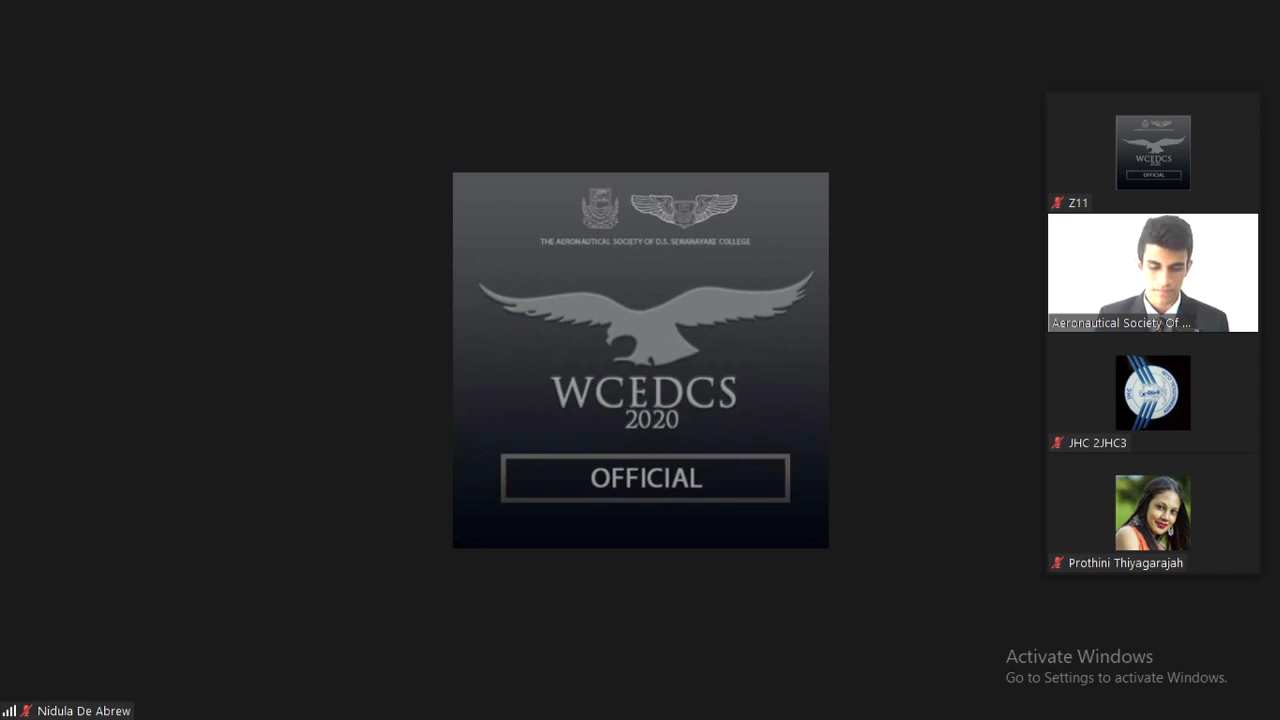 THE AERONAUTICAL SOCIETY OF D.S. SENANAYAKE COLLEGE
WCEDCS
2020
OFFICIAL
WCEDCS
2020
OFFICIAL
Z11
Aeronautical Society Of ...
JHC 2JHC3
Prothini Thiyagarajah
Activate Windows
Go to Settings to activate Windows.
Nidula De Abrew